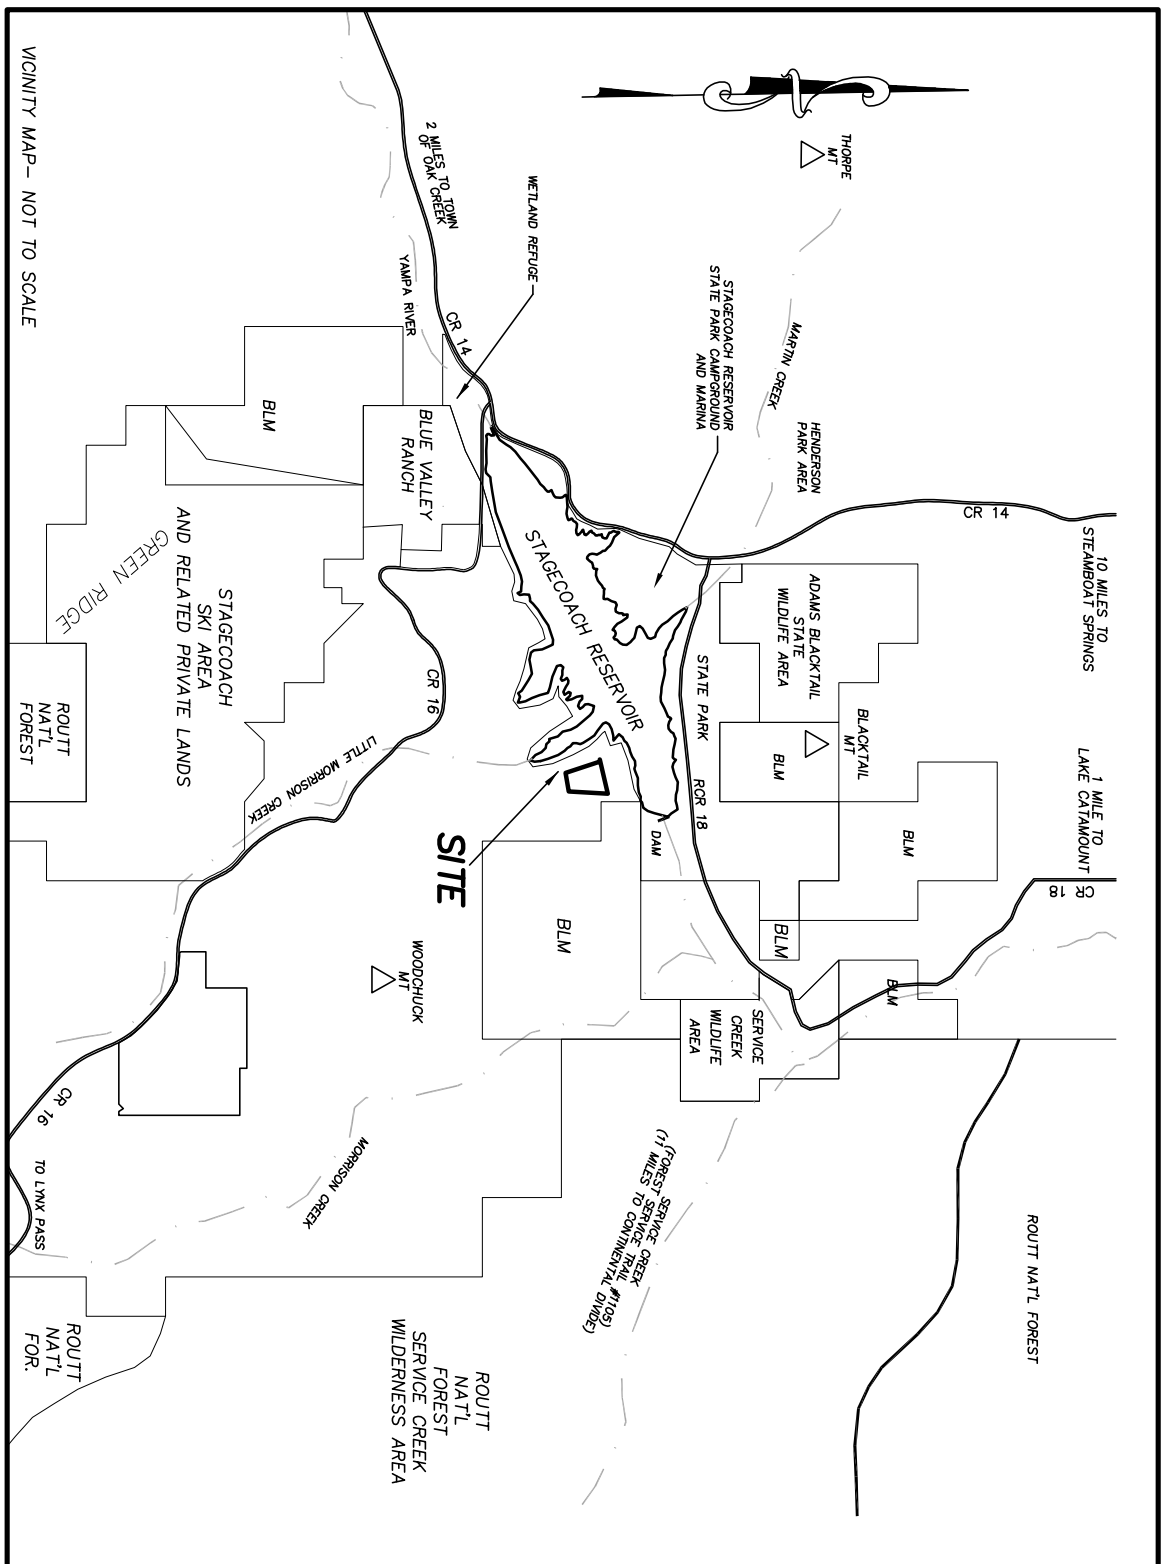 THORPE
MT
MARTIN CREEK
HENDERSON
PARK AREA
10 MILES TO
STEAMBOAT SPRINGS
CR 14
1 MILE TO
LAKE CATAMOUNT
CR 18
ROUTT NAT'L FOREST
STAGECOACH RESERVOIR
STATE PARK CAMPGROUND
AND MARINA
ADAMS BLACKTAIL
STATE
WILDLIFE AREA
BLACKTAIL
MT
BLM
BLM
BLM
BLM
STATE PARK
RCR 18
WETLAND REFUGE
STAGECOACH RESERVOIR
DAM
SERVICE
CREEK
WILDLIFE
AREA
SERVICE CREEK
(FOREST SERVICE TRAIL #1105)
(11 MILES TO CONTINENTAL DIVIDE)
2 MILES TO TOWN
OF OAK CREEK
YAMPA RIVER
CR 14
BLUE VALLEY
RANCH
BLM
SITE
BLM
CR 16
WOODCHUCK
MT
LITTLE MORRISON CREEK
MORRISON CREEK
ROUTT
NAT'L
FOREST
SERVICE CREEK
WILDERNESS AREA
STAGECOACH
SKI AREA
AND RELATED PRIVATE LANDS
GREEN RIDGE
ROUTT
NAT'L
FOREST
CR 16
TO LYNX PASS
ROUTT
NAT'L
FOR.
VICINITY MAP- NOT TO SCALE